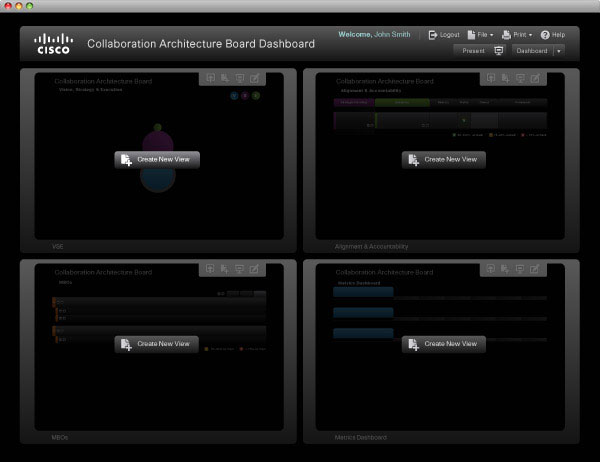 Welcome, John Smith
Logout
File
Print
Help
CISCO
Collaboration Architecture Board Dashboard
Present
Dashboard
Collaboration Architecture Board
Vision, Strategy & Execution
Create New View
VSE
Collaboration Architecture Board
Alignment & Accountability
Create New View
Alignment & Accountability
Collaboration Architecture Board
MBOs
Create New View
MBOs
Collaboration Architecture Board
Metrics Dashboard
Create New View
Metrics Dashboard